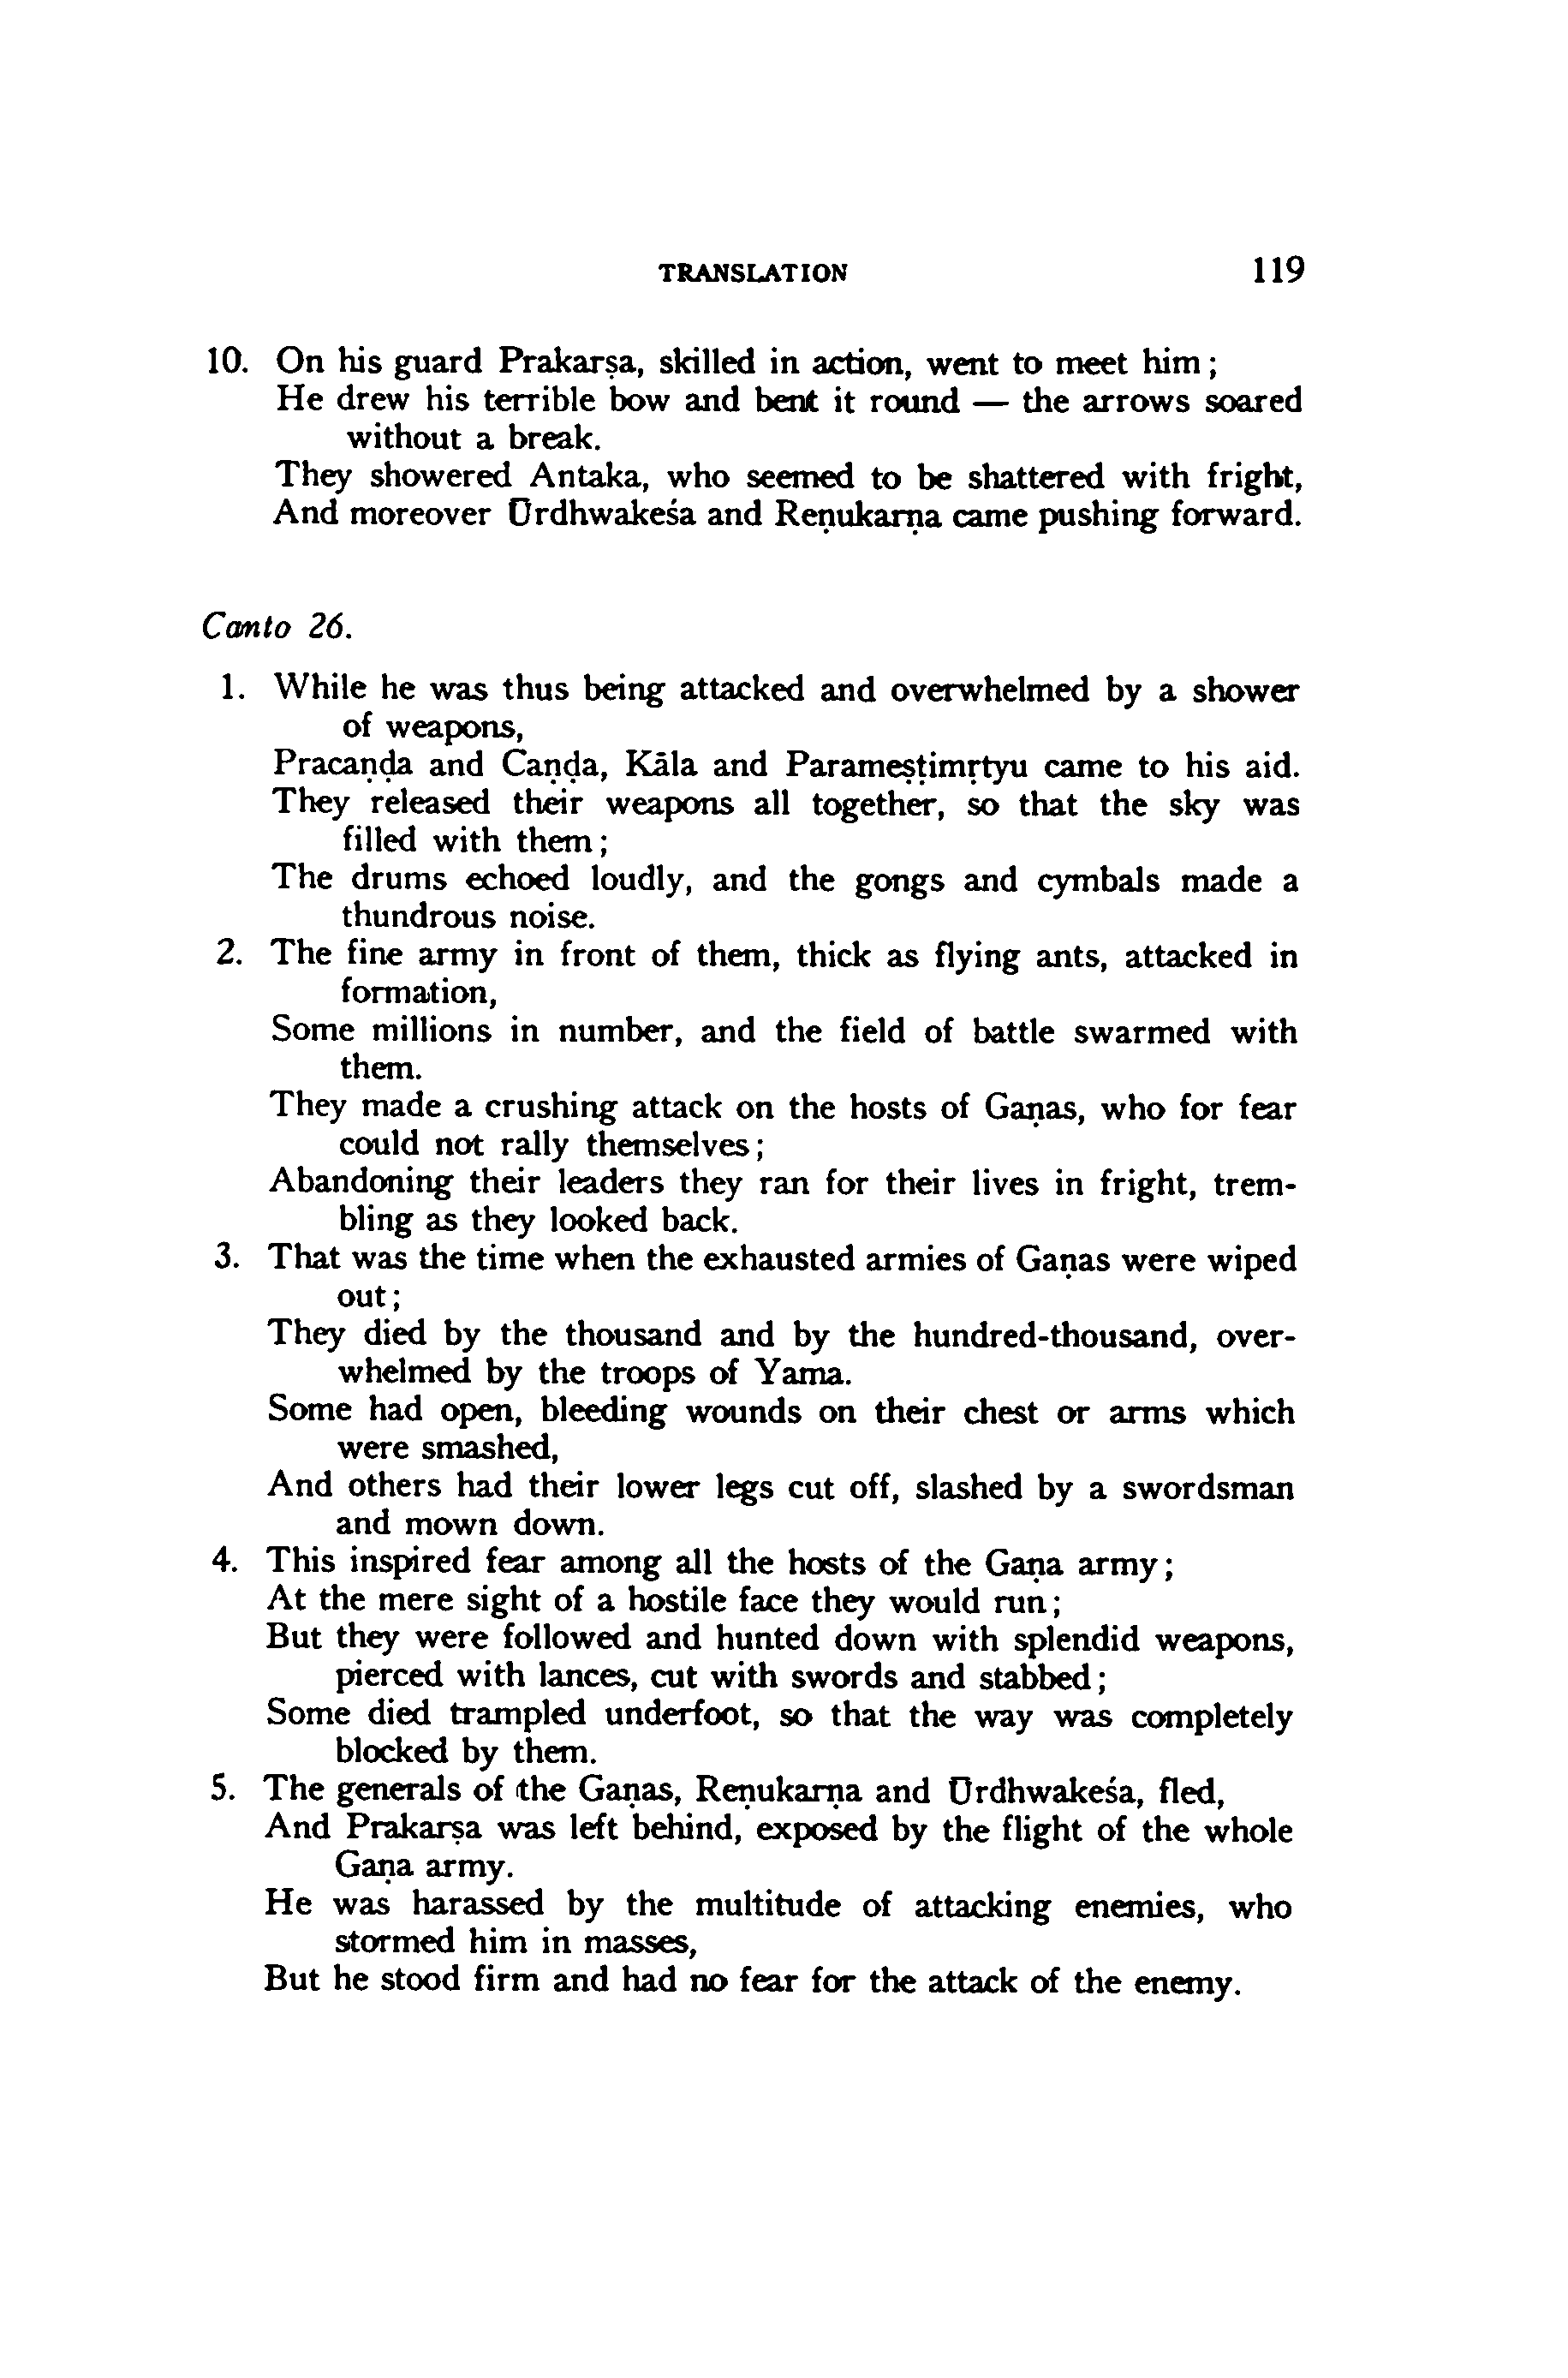 TRANSLATION 119
10. On his guard Prakarṣa, skilled in action, went to meet him;
He drew his terrible bow and bent it round — the arrows soared
without a break.
They showered Antaka, who seemed to be shattered with fright,
And moreover Ūrdhwakeśa and Reṇukarṇa came pushing forward.
Canto 26.
1. While he was thus being attacked and overwhelmed by a shower
of weapons,
Pracaṇḍa and Caṇḍa, Kāla and Parameṣṭimṛtyu came to his aid.
They released their weapons all together, so that the sky was
filled with them;
The drums echoed loudly, and the gongs and cymbals made a
thundrous noise.
2. The fine army in front of them, thick as flying ants, attacked in
formation,
Some millions in number, and the field of battle swarmed with
them.
They made a crushing attack on the hosts of Gaṇas, who for fear
could not rally themselves;
Abandoning their leaders they ran for their lives in fright, trem-
bling as they looked back.
3. That was the time when the exhausted armies of Gaṇas were wiped
out;
They died by the thousand and by the hundred-thousand, over-
whelmed by the troops of Yama.
Some had open, bleeding wounds on their chest or arms which
were smashed,
And others had their lower legs cut off, slashed by a swordsman
and mown down.
4. This inspired fear among all the hosts of the Gaṇa army;
At the mere sight of a hostile face they would run;
But they were followed and hunted down with splendid weapons,
pierced with lances, cut with swords and stabbed;
Some died trampled underfoot, so that the way was completely
blocked by them.
5. The generals of the Gaṇas, Reṇukarṇa and Ūrdhwakeśa, fled,
And Prakarṣa was left behind, exposed by the flight of the whole
Gaṇa army.
He was harassed by the multitude of attacking enemies, who
stormed him in masses,
But he stood firm and had no fear for the attack of the enemy.